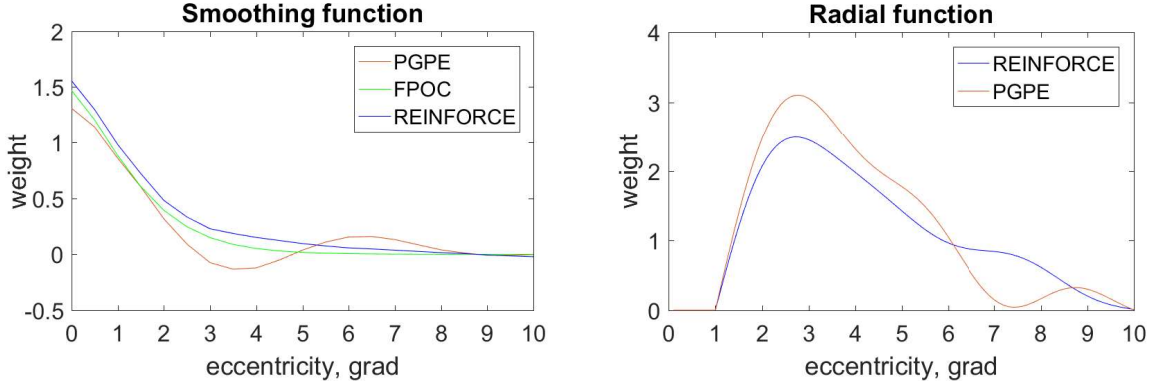 Smoothing function
2
1.5
1
0.5
0
-0.5
weight
PGPE
FPOC
REINFORCE
0 1 2 3 4 5 6 7 8 9 10
eccentricity, grad
Radial function
4
3
2
1
0
weight
REINFORCE
PGPE
0 1 2 3 4 5 6 7 8 9 10
eccentricity, grad